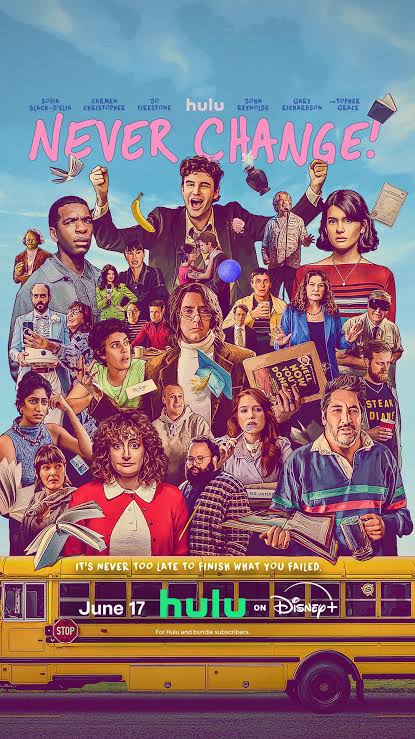 SOFIA BLACK-D'ELIA CARMEN CHRISTOPHER JO FIRESTONE hulu JOHN REYNOLDS GARY RICHARDSON AND TOPHER GRACE
NEVER CHANGE!
WELL DONE
STEAK
DIANE
IT'S NEVER TOO LATE TO FINISH WHAT YOU FAILED.
June 17 hulu ON Disney+
STOP
For Hulu and bundle subscribers.